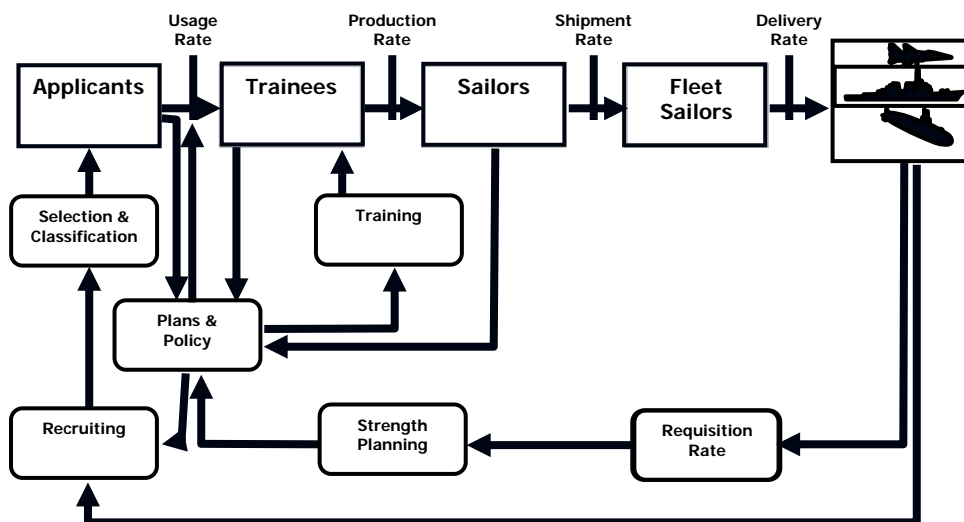 Usage
Rate
Production
Rate
Shipment
Rate
Delivery
Rate
Applicants
Trainees
Sailors
Fleet
Sailors
Selection &
Classification
Training
Plans &
Policy
Recruiting
Strength
Planning
Requisition
Rate